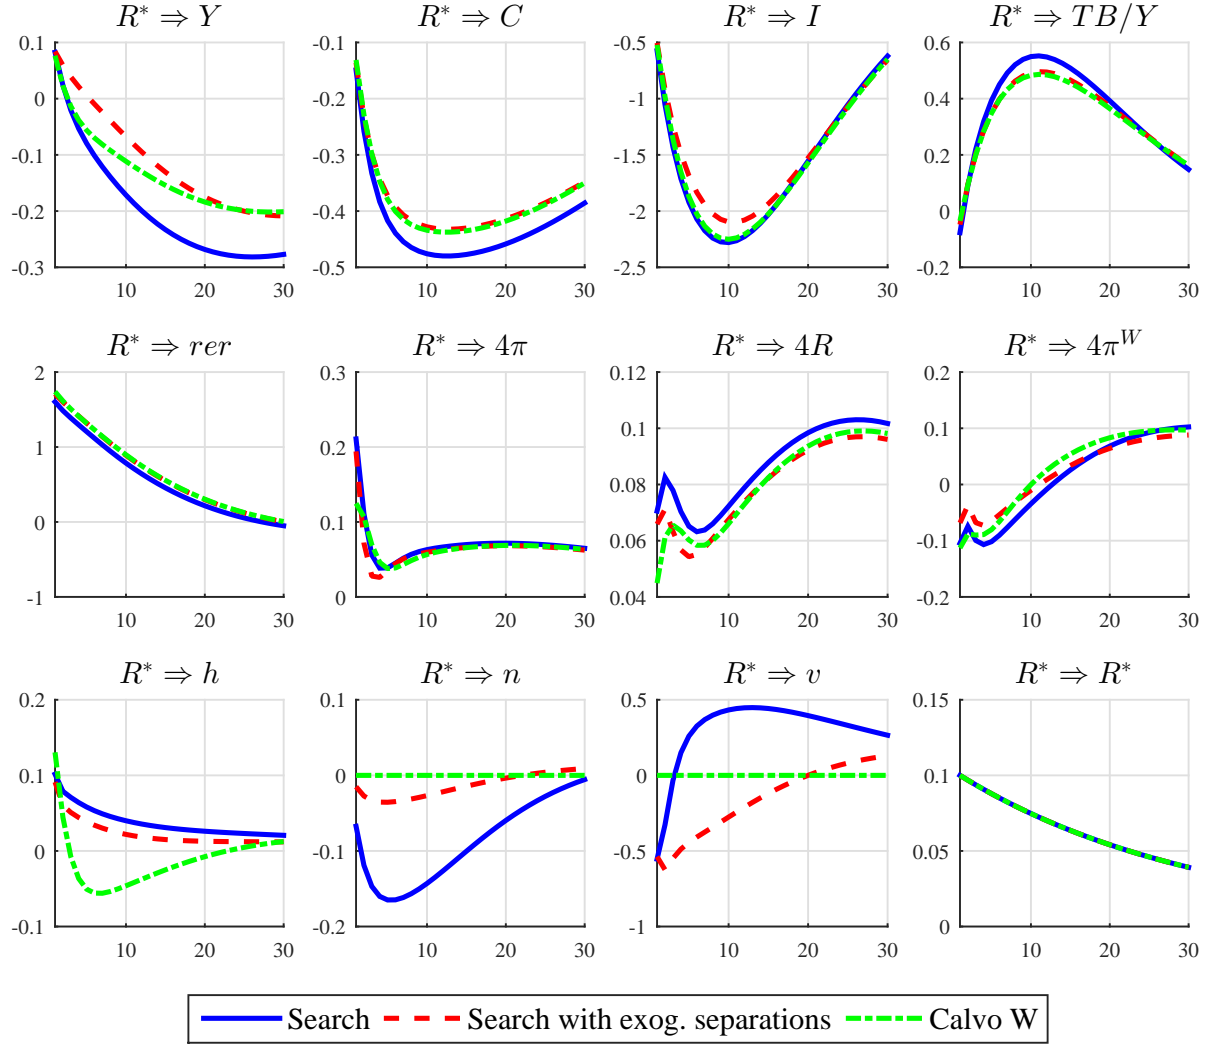 R* ⇒ Y R* ⇒ C R* ⇒ I R* ⇒ TB/Y
0.1 0 -0.1 -0.2 -0.3 10 20 30
-0.1 -0.2 -0.3 -0.4 -0.5 10 20 30
-0.5 -1 -1.5 -2 -2.5 10 20 30
0.6 0.4 0.2 0 -0.2 10 20 30
R* ⇒ rer R* ⇒ 4π R* ⇒ 4R R* ⇒ 4π^W
2 1 0 -1 10 20 30
0.3 0.2 0.1 0 10 20 30
0.12 0.1 0.08 0.06 0.04 10 20 30
0.2 0.1 0 -0.1 -0.2 10 20 30
R* ⇒ h R* ⇒ n R* ⇒ v R* ⇒ R*
0.2 0.1 0 -0.1 10 20 30
0.1 0 -0.1 -0.2 10 20 30
0.5 0 -0.5 -1 10 20 30
0.15 0.1 0.05 0 10 20 30
Search Search with exog. separations Calvo W